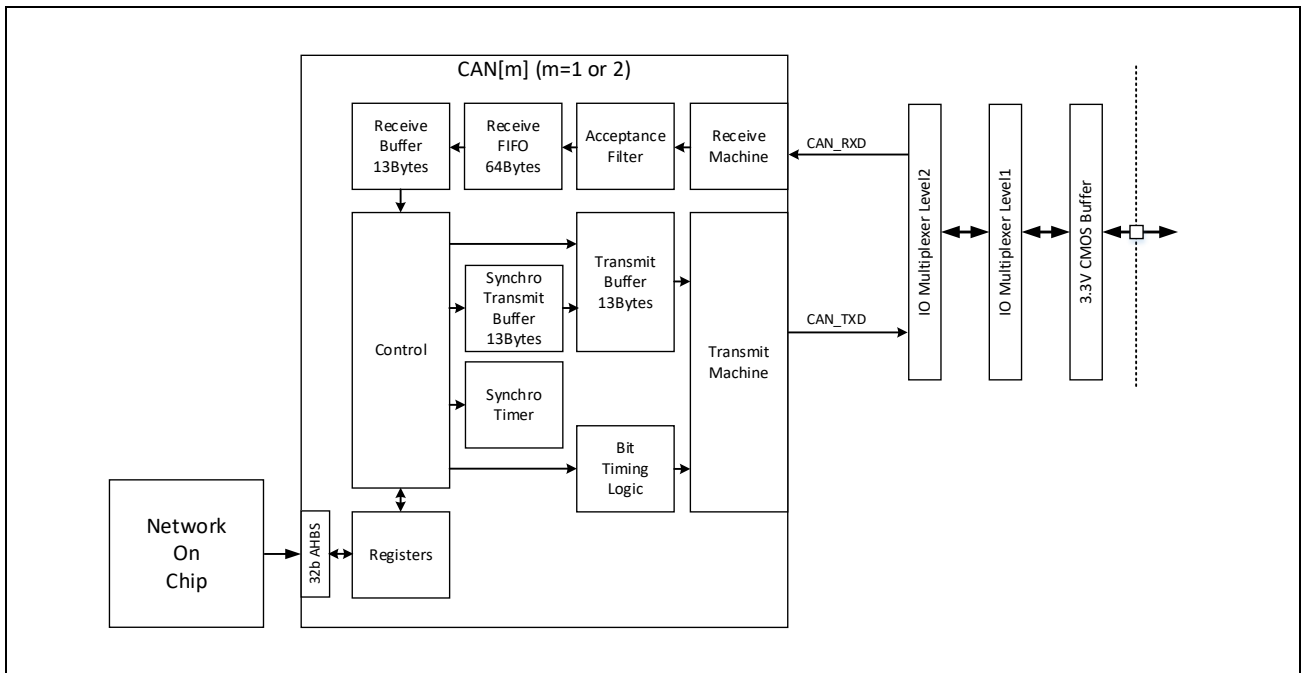 CAN[m] (m=1 or 2)
Receive
Buffer
13Bytes
Receive
FIFO
64Bytes
Acceptance
Filter
Receive
Machine
CAN_RXD
IO Multiplexer Level2
IO Multiplexer Level1
3.3V CMOS Buffer
Control
Synchro
Transmit
Buffer
13Bytes
Transmit
Buffer
13Bytes
Transmit
Machine
CAN_TXD
Synchro
Timer
Bit
Timing
Logic
Network
On
Chip
32b AHBS
Registers